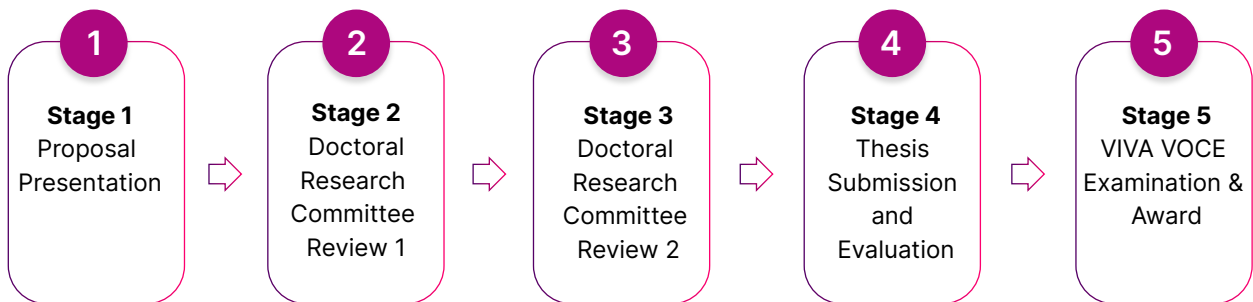 1
Stage 1
Proposal
Presentation
2
Stage 2
Doctoral
Research
Committee
Review 1
3
Stage 3
Doctoral
Research
Committee
Review 2
4
Stage 4
Thesis
Submission
and
Evaluation
5
Stage 5
VIVA VOCE
Examination &
Award